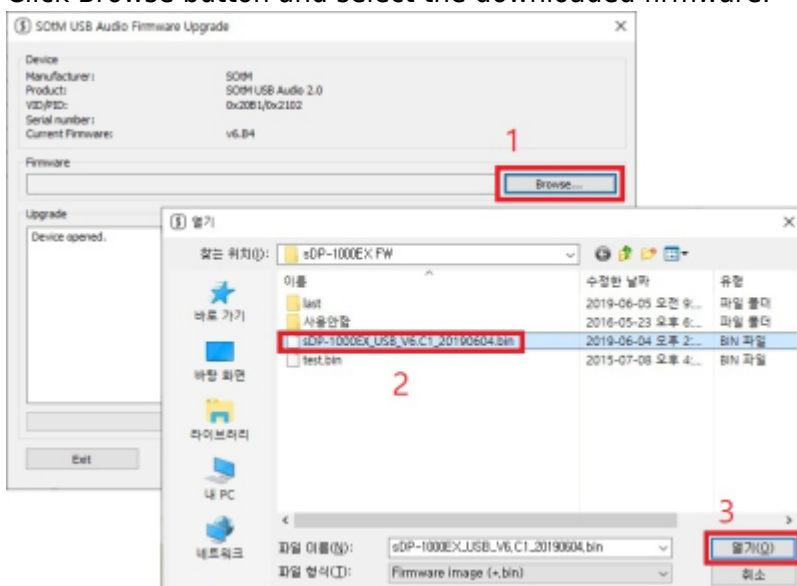 Click Browse button and select the downloaded firmware.
SOtM USB Audio Firmware Upgrade
Device
Manufacturer: SOtM
Product: SOtM USB Audio 2.0
VID/PID: 0x20B1/0x2102
Serial number:
Current Firmware: v6.B4
1
Firmware
Browse...
Upgrade
Device opened.
Exit
열기
찾는 위치(I): sDP-1000EX FW
이름 수정한 날짜 유형
last 2019-06-05 오전 9:... 파일 폴더
사용안함 2016-05-23 오후 6:... 파일 폴더
sDP-1000EX_USB_V6.C1_20190604.bin 2019-06-04 오후 2:... BIN 파일
test.bin 2015-07-08 오후 4:... BIN 파일
2
바로 가기
바탕 화면
라이브러리
내 PC
네트워크
3
파일 이름(N): sDP-1000EX_USB_V6.C1_20190604.bin 열기(O)
파일 형식(T): Firmware image (*.bin) 취소